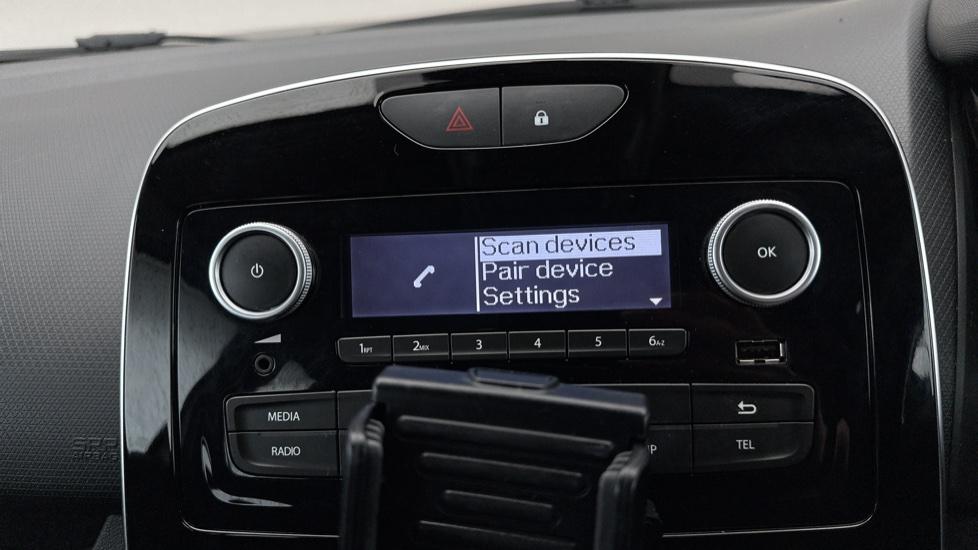 Scan devices
Pair device
Settings
OK
1RPT 2MIX 3 4 5 6A-Z
MEDIA
RADIO
TEL